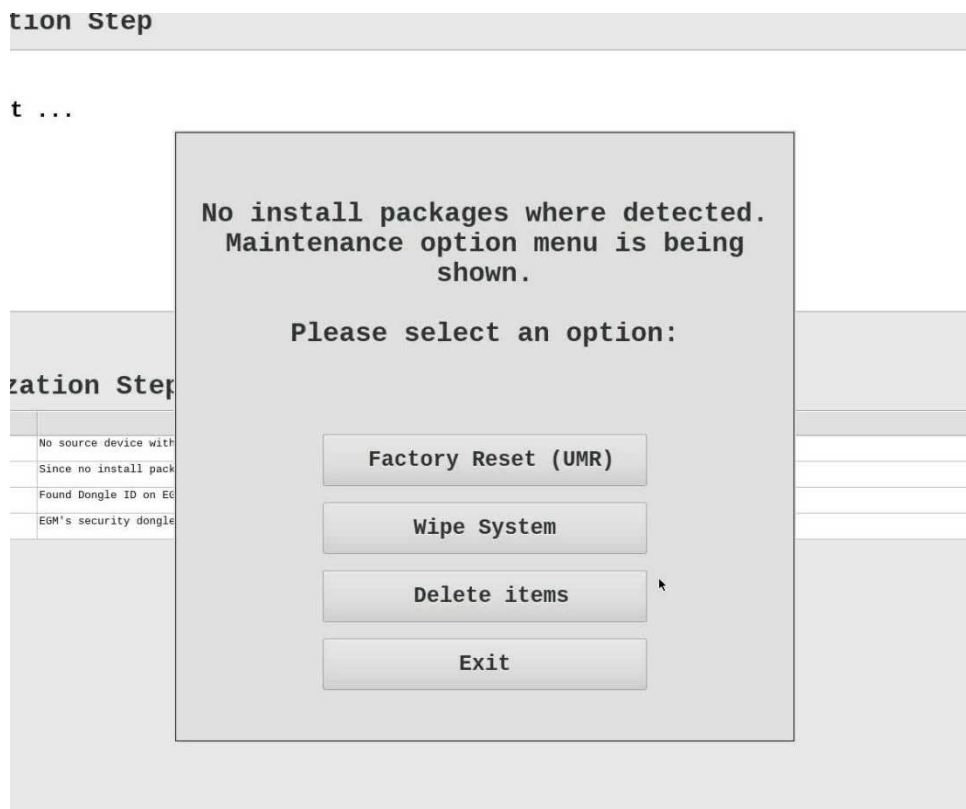 tion Step
t ...
No install packages where detected.
Maintenance option menu is being
shown.
Please select an option:
zation Step
No source device with
Since no install pack
Found Dongle ID on EG
EGM's security dongle
Factory Reset (UMR)
Wipe System
Delete items
Exit